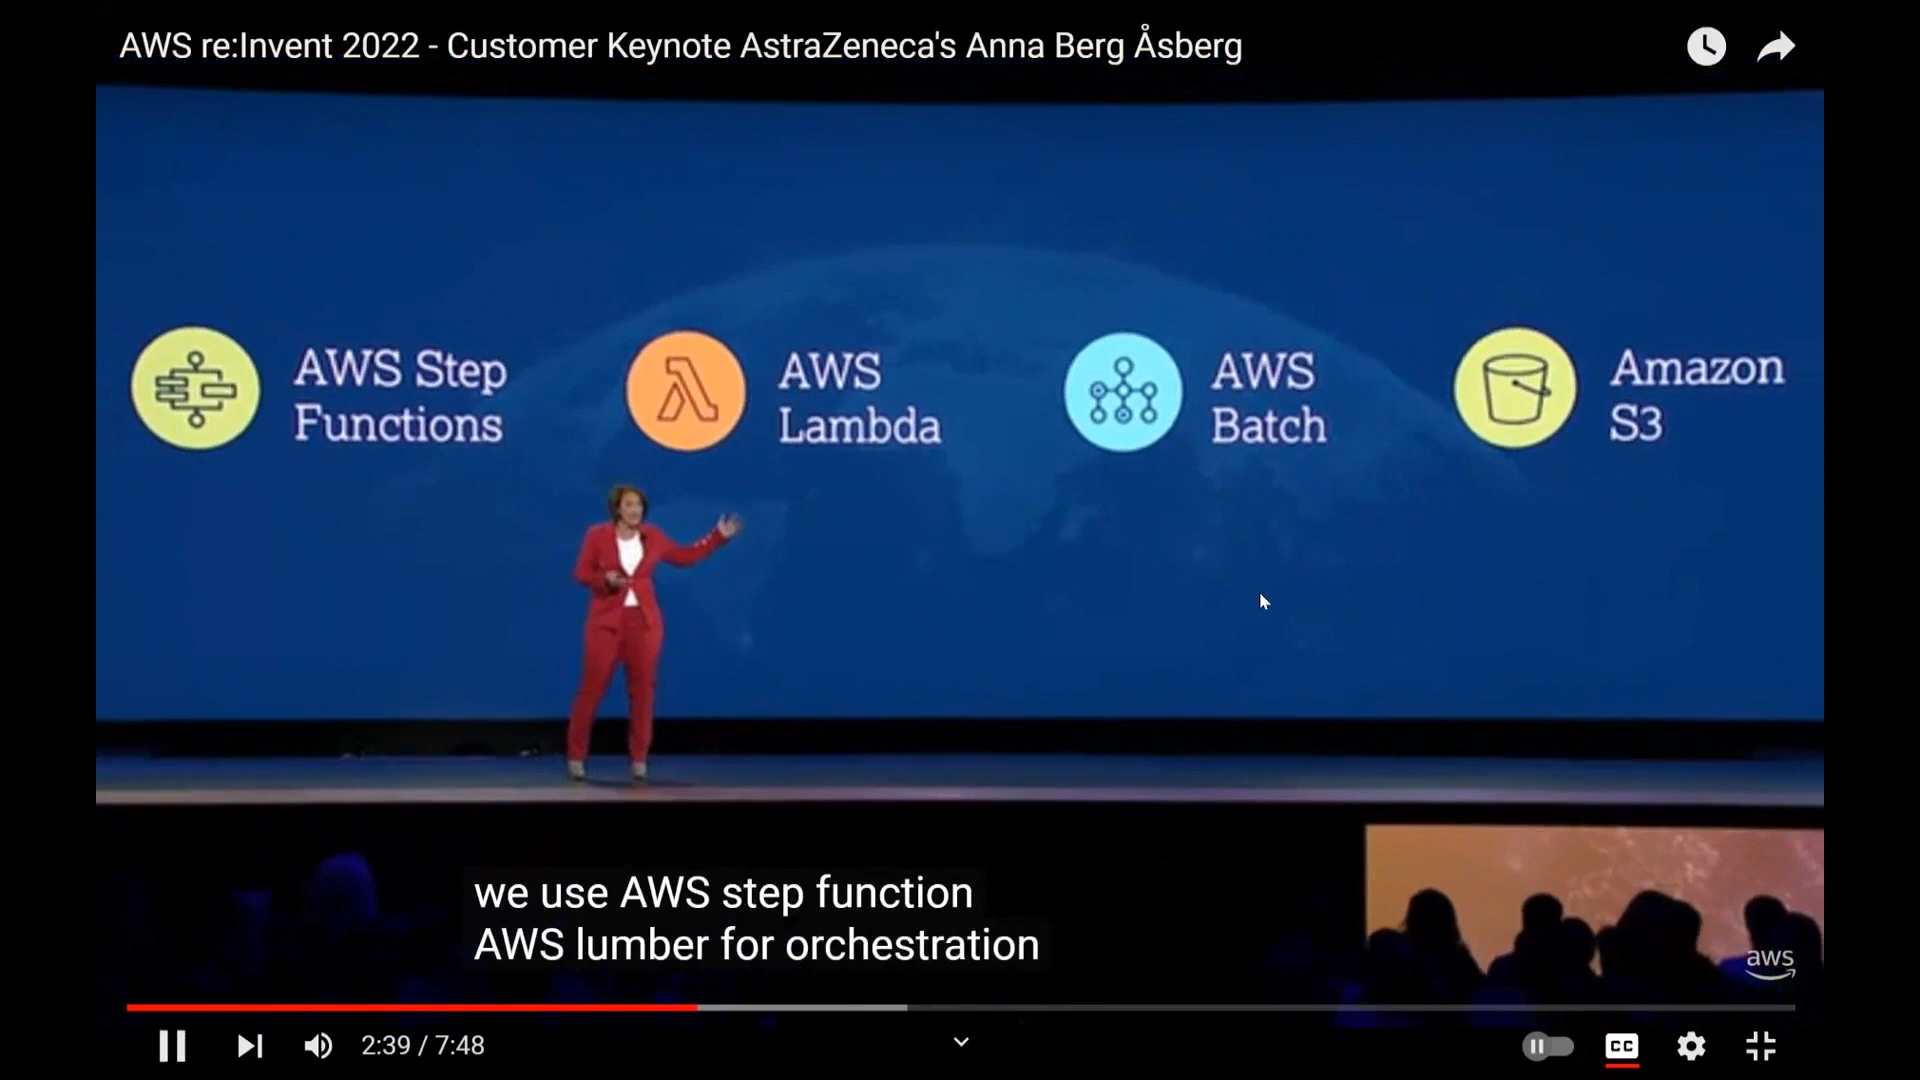 AWS re:Invent 2022 - Customer Keynote AstraZeneca's Anna Berg Åsberg
AWS Step
Functions
AWS
Lambda
AWS
Batch
Amazon
S3
we use AWS step function
AWS lumber for orchestration
aws
2:39 / 7:48
CC